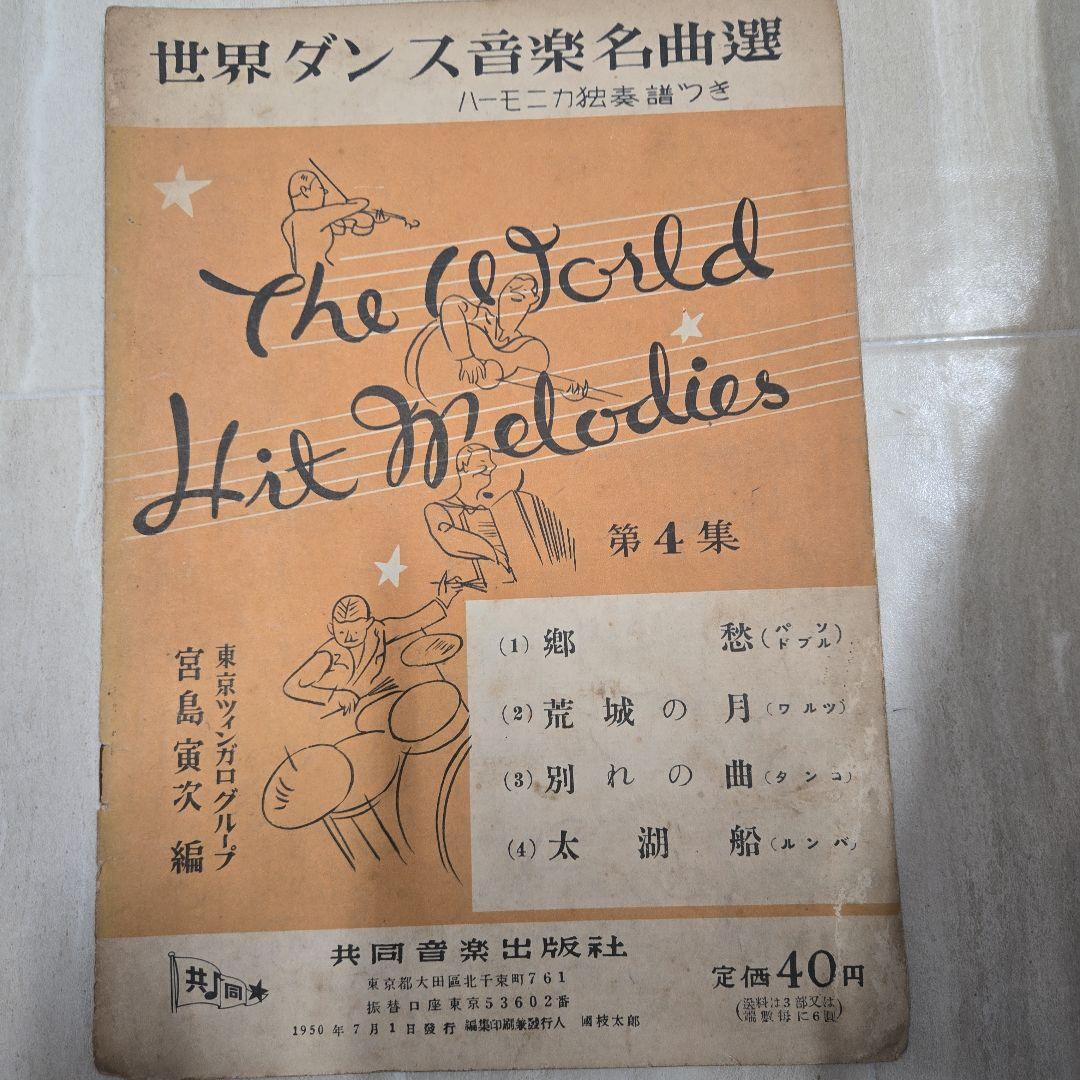 世界ダンス音楽名曲選
ハーモニカ独奏譜つき
The World
Hit Melodies
第4集
(1) 郷愁(パソドブル)
(2) 荒城の月(ワルツ)
(3) 別れの曲(タンコ)
(4) 太湖船(ルンバ)
東京ツィンガログループ
宮島寅次 編
共同音楽出版社
東京都大田區北千束町761
振替口座東京53602番
1950年7月1日發行 編集印刷兼發行人 國枝太郎
共同
定価40円
(送料は3部又は
端數毎に6圓)